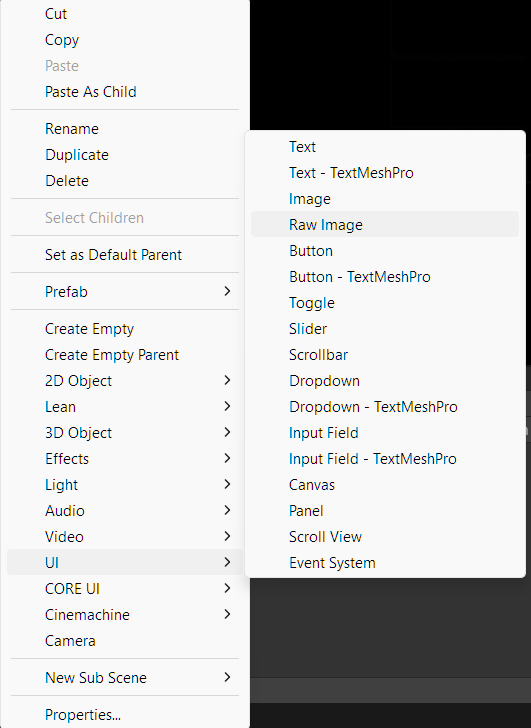 Cut
Copy
Paste
Paste As Child
Rename
Duplicate
Delete
Select Children
Set as Default Parent
Prefab
Create Empty
Create Empty Parent
2D Object
Lean
3D Object
Effects
Light
Audio
Video
UI
CORE UI
Cinemachine
Camera
New Sub Scene
Properties...
Text
Text - TextMeshPro
Image
Raw Image
Button
Button - TextMeshPro
Toggle
Slider
Scrollbar
Dropdown
Dropdown - TextMeshPro
Input Field
Input Field - TextMeshPro
Canvas
Panel
Scroll View
Event System